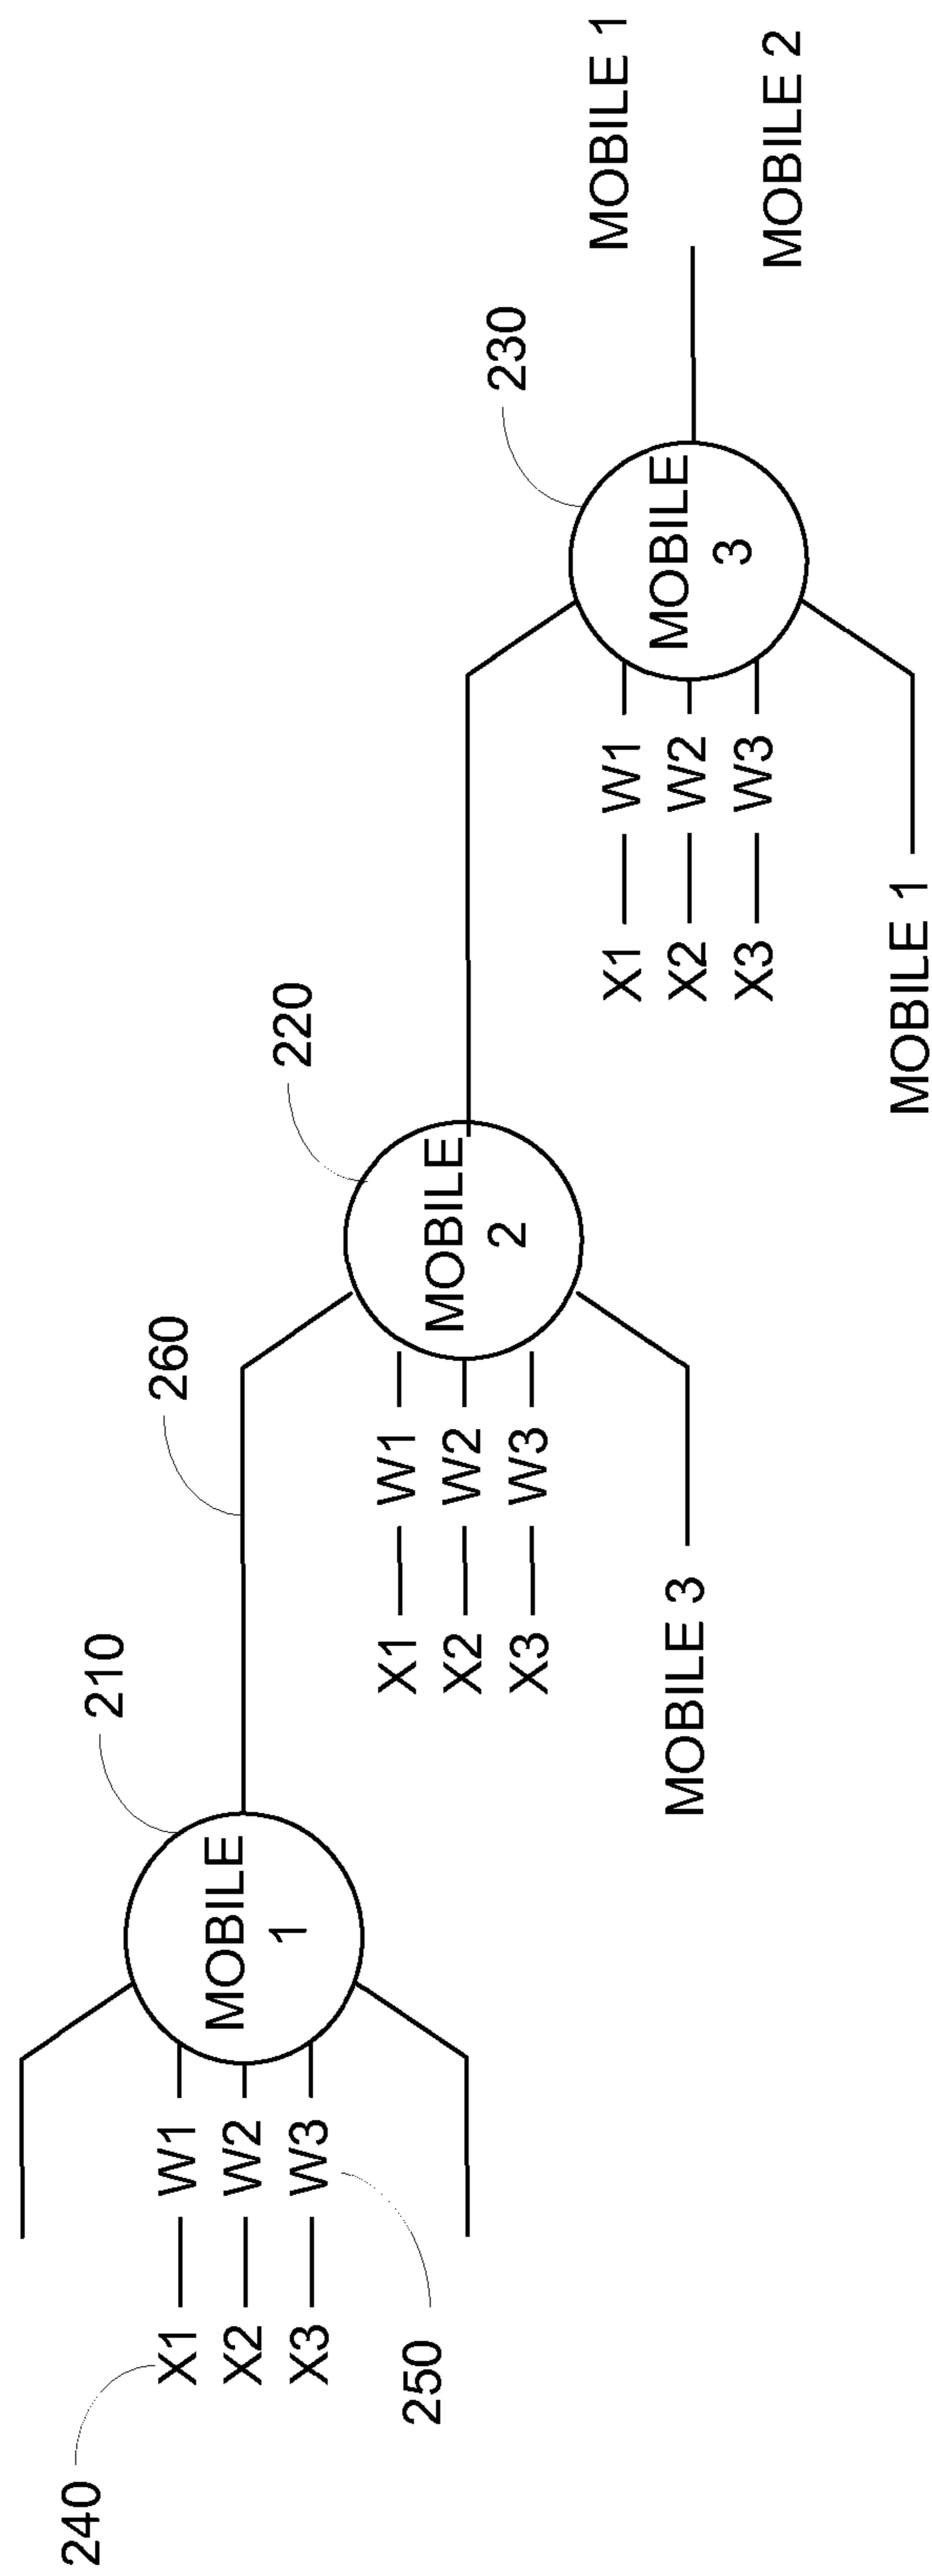 240
X1 W1
X2 W2
X3 W3
250
MOBILE
1
210
260
X1 W1
X2 W2
X3 W3
MOBILE
2
220
MOBILE 3
X1 W1
X2 W2
X3 W3
MOBILE
3
230
MOBILE 1
MOBILE 1
MOBILE 2